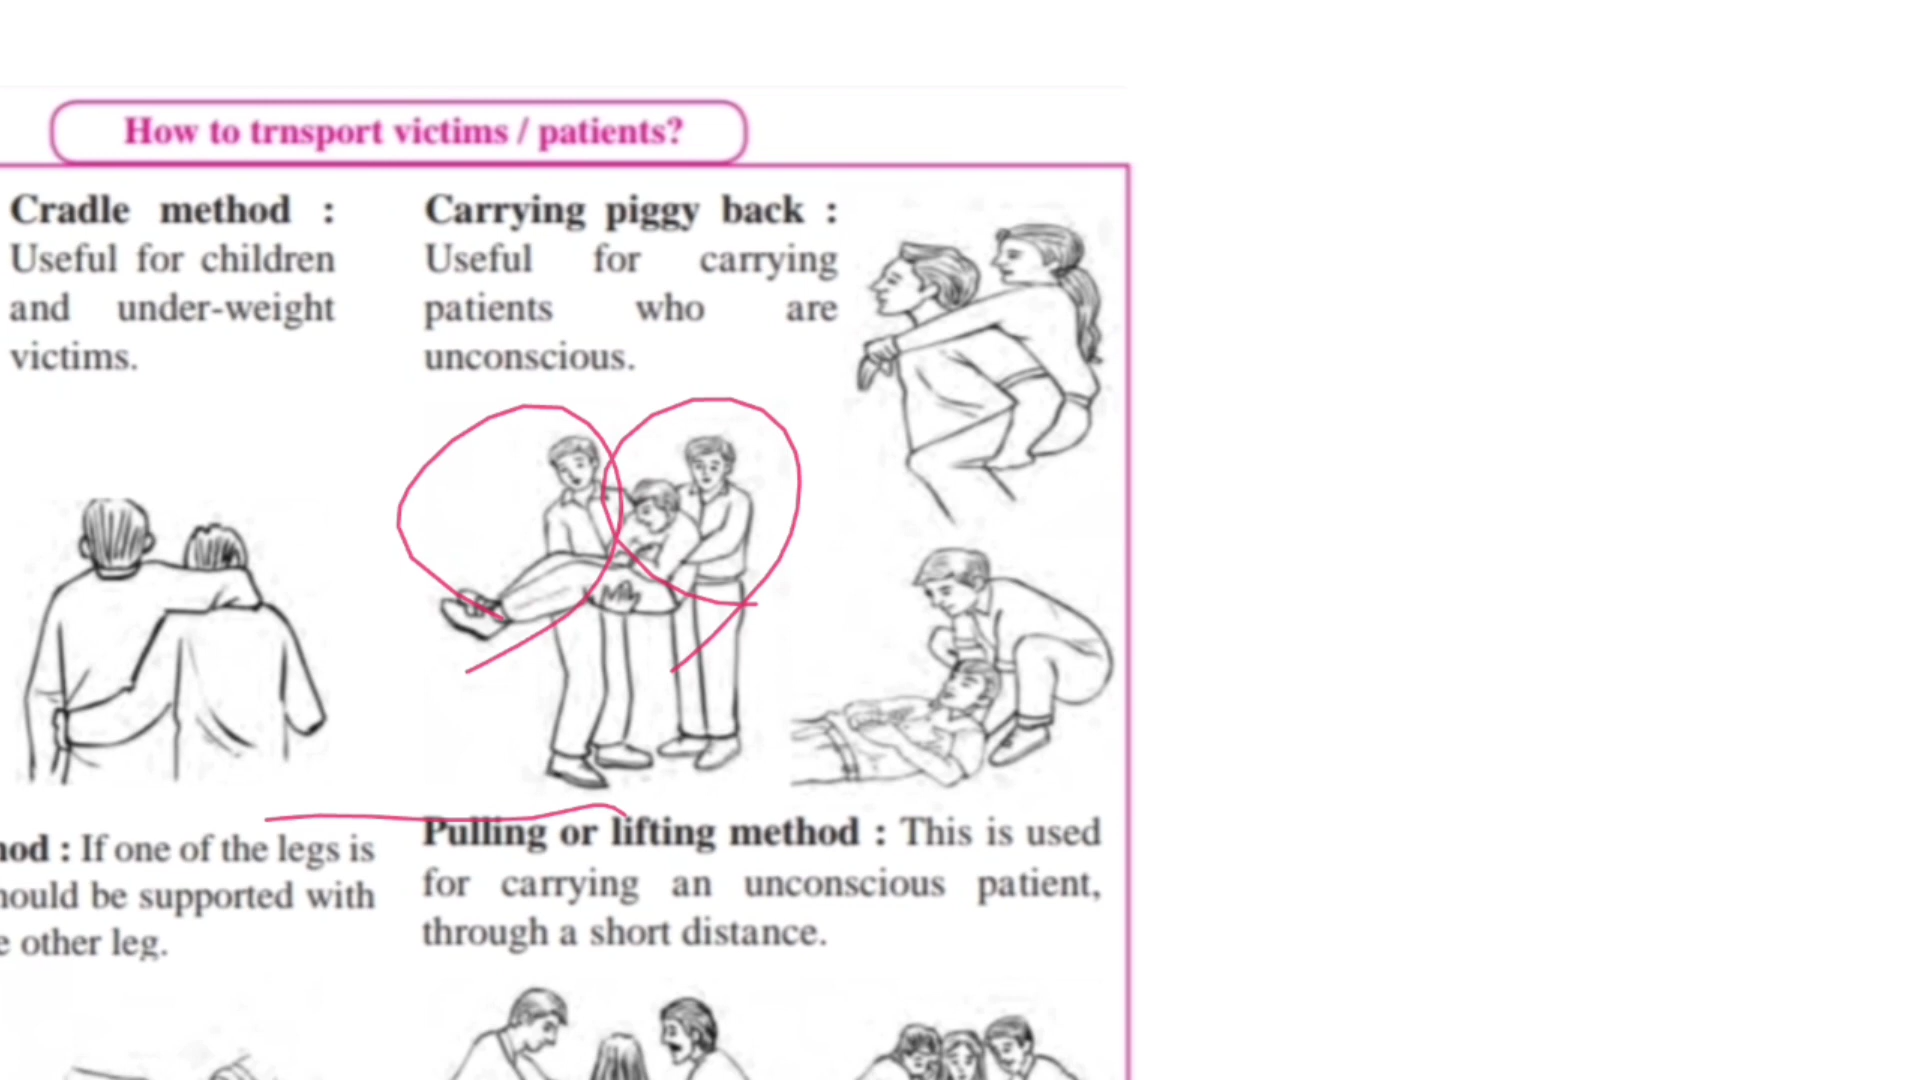 How to trnsport victims / patients?
Cradle method :
Useful for children
and under-weight
victims.
Carrying piggy back :
Useful for carrying
patients who are
unconscious.
If one of the legs is
be supported with
other leg.
Pulling or lifting method : This is used
for carrying an unconscious patient,
through a short distance.